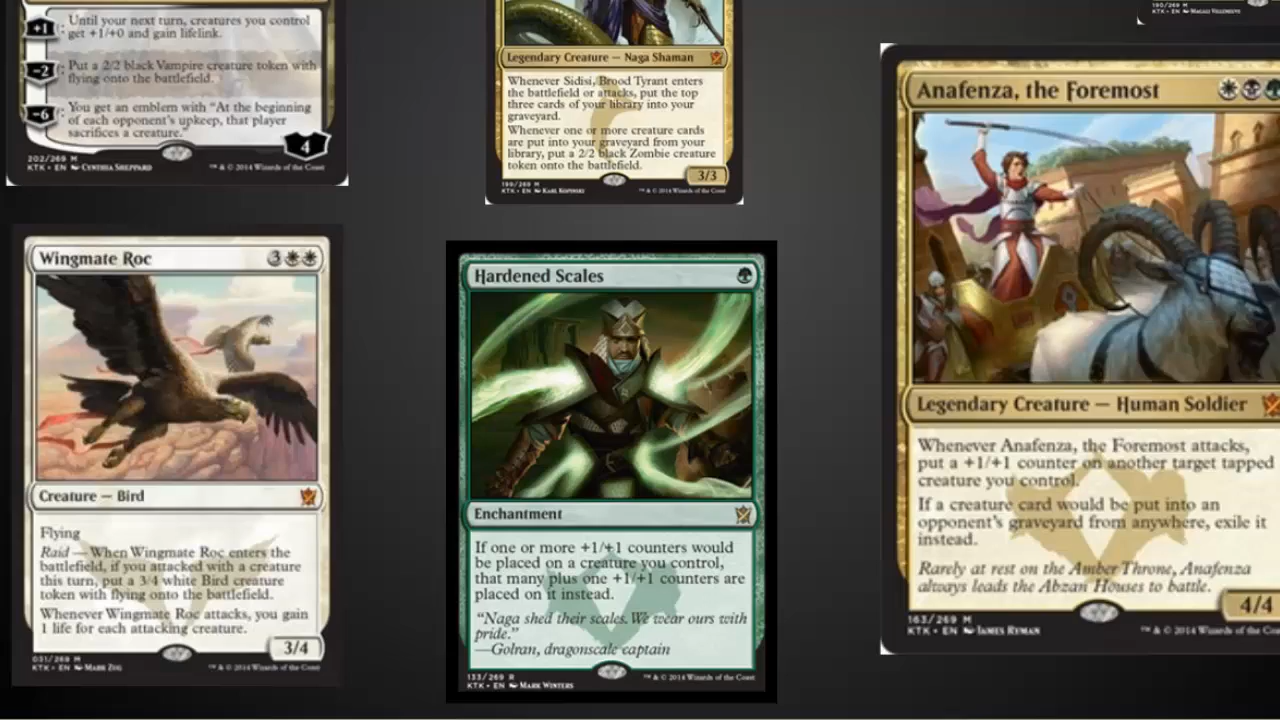 +1: Until your next turn, creatures you control
get +1/+0 and gain lifelink.
-2: Put a 2/2 black Vampire creature token with
flying onto the battlefield.
-6: You get an emblem with "At the beginning
of each opponent's upkeep, that player
sacrifices a creature."
4
202/269 M
KTK • EN CYNTHIA SHEPPARD ™ & © 2014 Wizards of the Coast
Legendary Creature — Naga Shaman
Whenever Sidisi, Brood Tyrant enters
the battlefield or attacks, put the top
three cards of your library into your
graveyard.
Whenever one or more creature cards
are put into your graveyard from your
library, put a 2/2 black Zombie creature
token onto the battlefield.
3/3
199/269 M
KTK • EN KARL KOPINSKI ™ & © 2014 Wizards of the Coast
190/269 M
KTK • EN MAGALI VILLENEUVE
Wingmate Roc 3
Creature — Bird
Flying
Raid — When Wingmate Roc enters the
battlefield, if you attacked with a creature
this turn, put a 3/4 white Bird creature
token with flying onto the battlefield.
Whenever Wingmate Roc attacks, you gain
1 life for each attacking creature.
3/4
031/269 M
KTK • EN MARK ZUG ™ & © 2014 Wizards of the Coast
Hardened Scales
Enchantment
If one or more +1/+1 counters would
be placed on a creature you control,
that many plus one +1/+1 counters are
placed on it instead.
"Naga shed their scales. We wear ours with
pride."
—Golran, dragonscale captain
133/269 R
KTK • EN MARK WINTERS ™ & © 2014 Wizards of the Coast
Anafenza, the Foremost
Legendary Creature — Human Soldier
Whenever Anafenza, the Foremost attacks,
put a +1/+1 counter on another target tapped
creature you control.
If a creature card would be put into an
opponent's graveyard from anywhere, exile it
instead.
Rarely at rest on the Amber Throne, Anafenza
always leads the Abzan Houses to battle.
4/4
163/269 M
KTK • EN JAMES RYMAN ™ & © 2014 Wizards of the